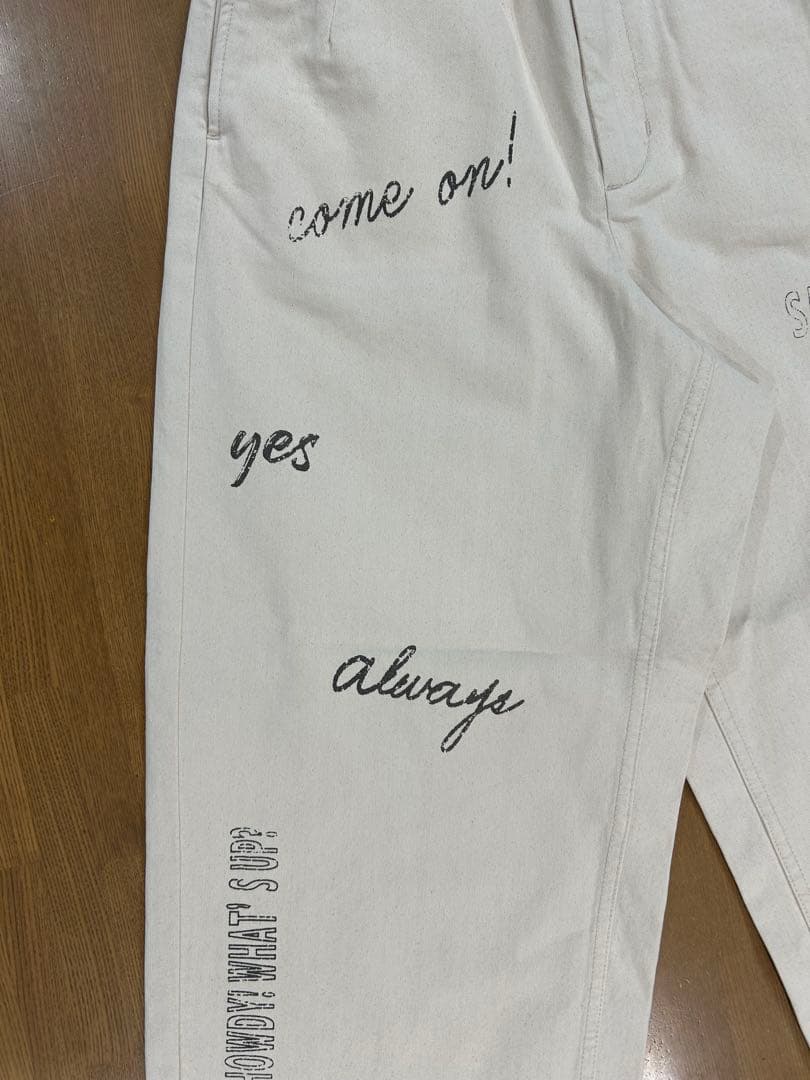 come on!
yes
always
HOWDY! WHAT'S UP?